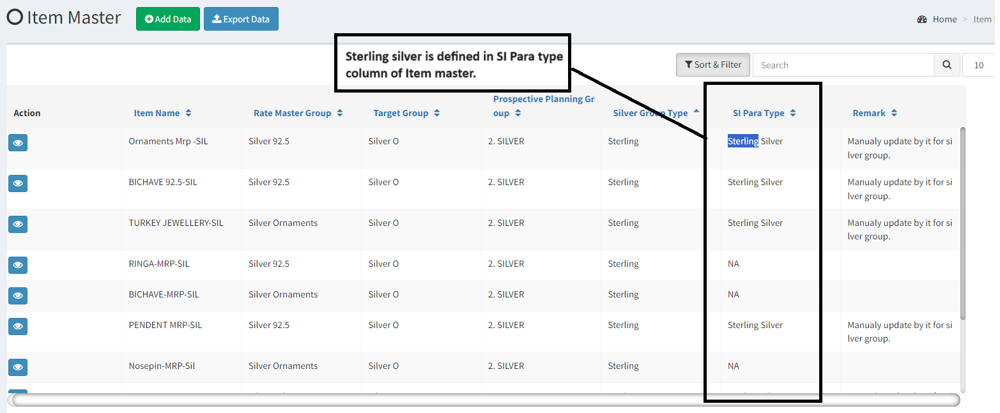 Item Master
Add Data
Export Data
Home > Item
Sterling silver is defined in SI Para type
column of Item master.
Sort & Filter
Search
10
Action
Item Name
Rate Master Group
Target Group
Prospective Planning Gr
oup
Silver Group Type
SI Para Type
Remark
Ornaments Mrp -SIL
Silver 92.5
Silver O
2. SILVER
Sterling
Sterling Silver
Manualy update by it for si
lver group.
BICHAVE 92.5-SIL
Silver 92.5
Silver O
2. SILVER
Sterling
Sterling Silver
Manualy update by it for si
lver group.
TURKEY JEWELLERY-SIL
Silver Ornaments
Silver O
2. SILVER
Sterling
Sterling Silver
Manualy update by it for si
lver group.
RINGA-MRP-SIL
Silver 92.5
Silver O
2. SILVER
Sterling
NA
BICHAVE-MRP-SIL
Silver Ornaments
Silver O
2. SILVER
Sterling
NA
PENDENT MRP-SIL
Silver 92.5
Silver O
2. SILVER
Sterling
Sterling Silver
Manualy update by it for si
lver group.
Nosepin-MRP-Sil
Silver Ornaments
Silver O
2. SILVER
Sterling
NA